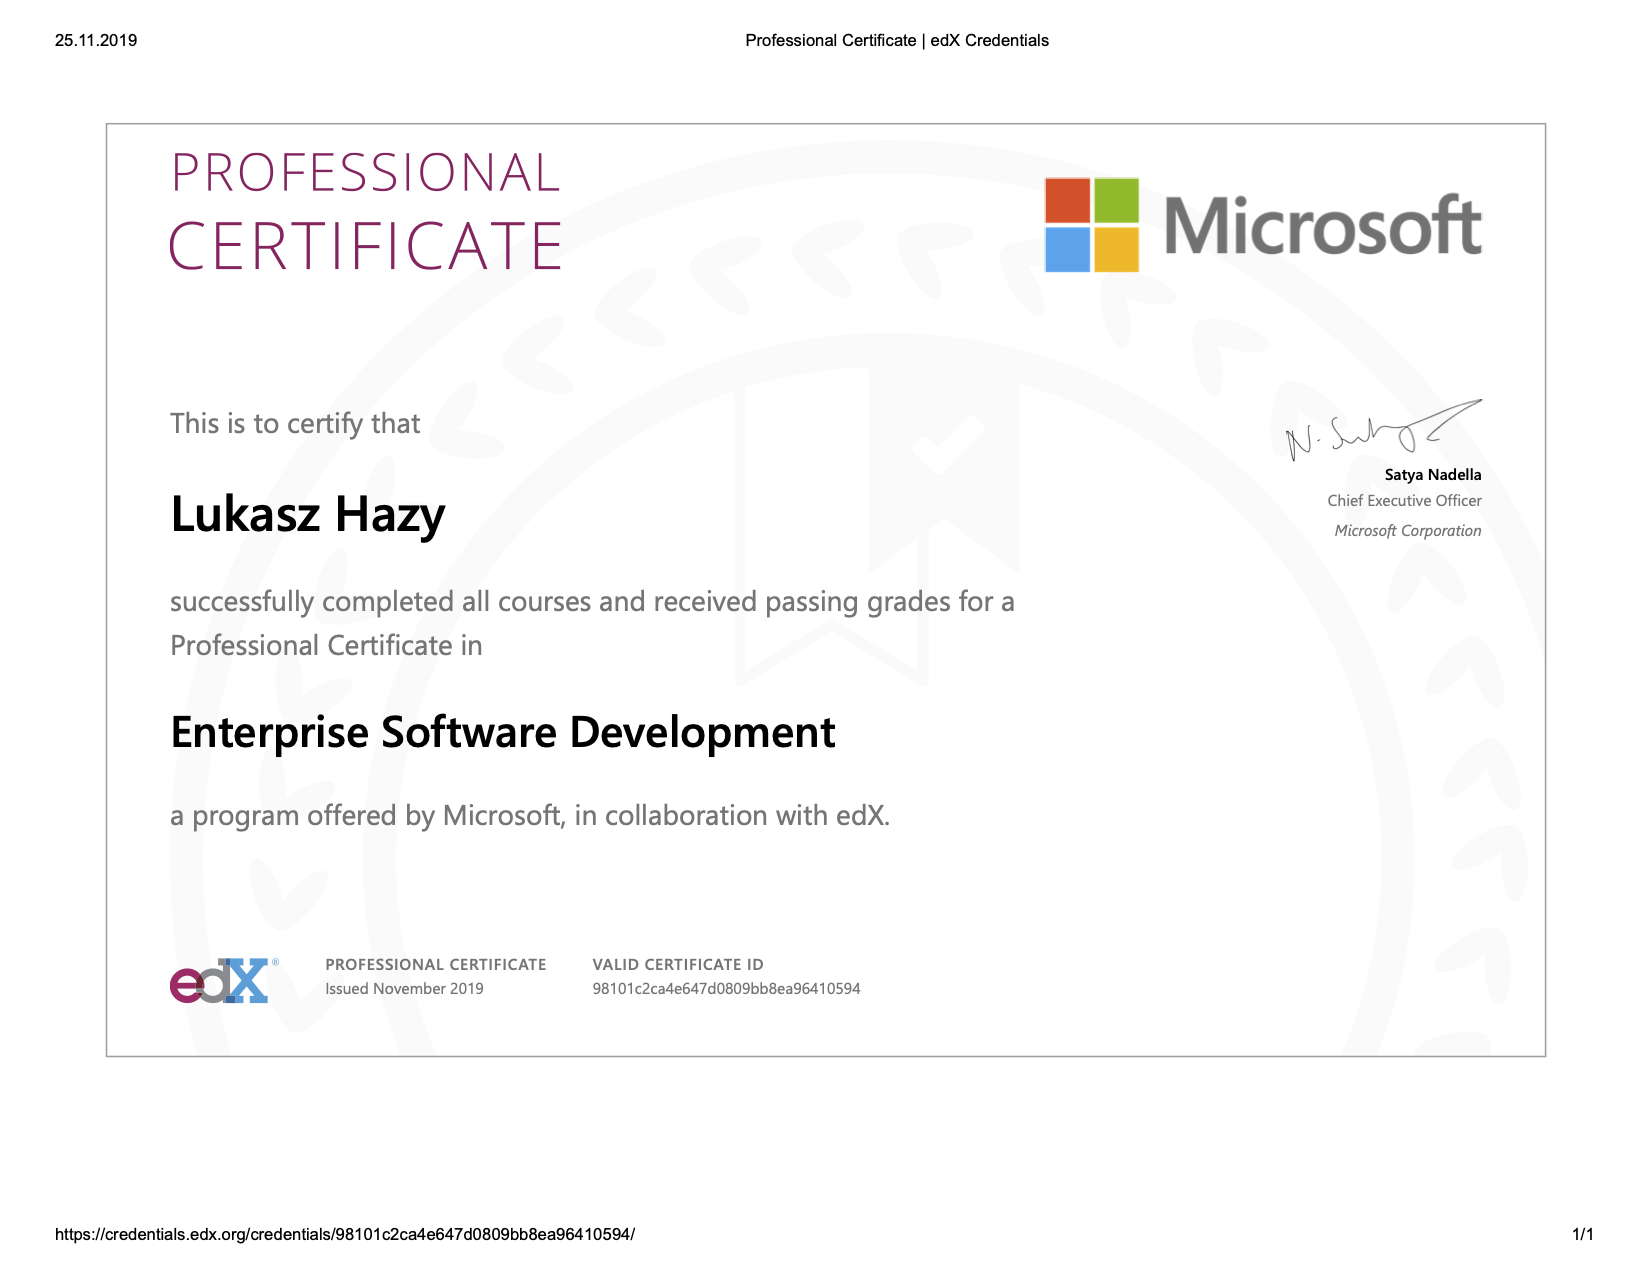 25.11.2019
Professional Certificate | edX Credentials
PROFESSIONAL
CERTIFICATE
Microsoft
This is to certify that
Lukasz Hazy
successfully completed all courses and received passing grades for a
Professional Certificate in
Enterprise Software Development
a program offered by Microsoft, in collaboration with edX.
N. Satya
Satya Nadella
Chief Executive Officer
Microsoft Corporation
edX®
PROFESSIONAL CERTIFICATE
Issued November 2019
VALID CERTIFICATE ID
98101c2ca4e647d0809bb8ea96410594
https://credentials.edx.org/credentials/98101c2ca4e647d0809bb8ea96410594/
1/1